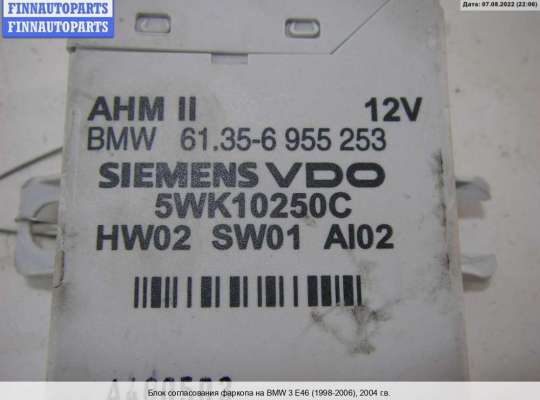 FINNAUTOPARTS
FINNAUTOPARTS
FINNAUTOPARTS
Дата: 07.08.2022 (22:06)
AHM II 12V
BMW 61.35-6 955 253
SIEMENS VDO
5WK10250C
HW02 SW01 AI02
Блок согласования фаркопа на BMW 3 E46 (1998-2006), 2004 г.в.